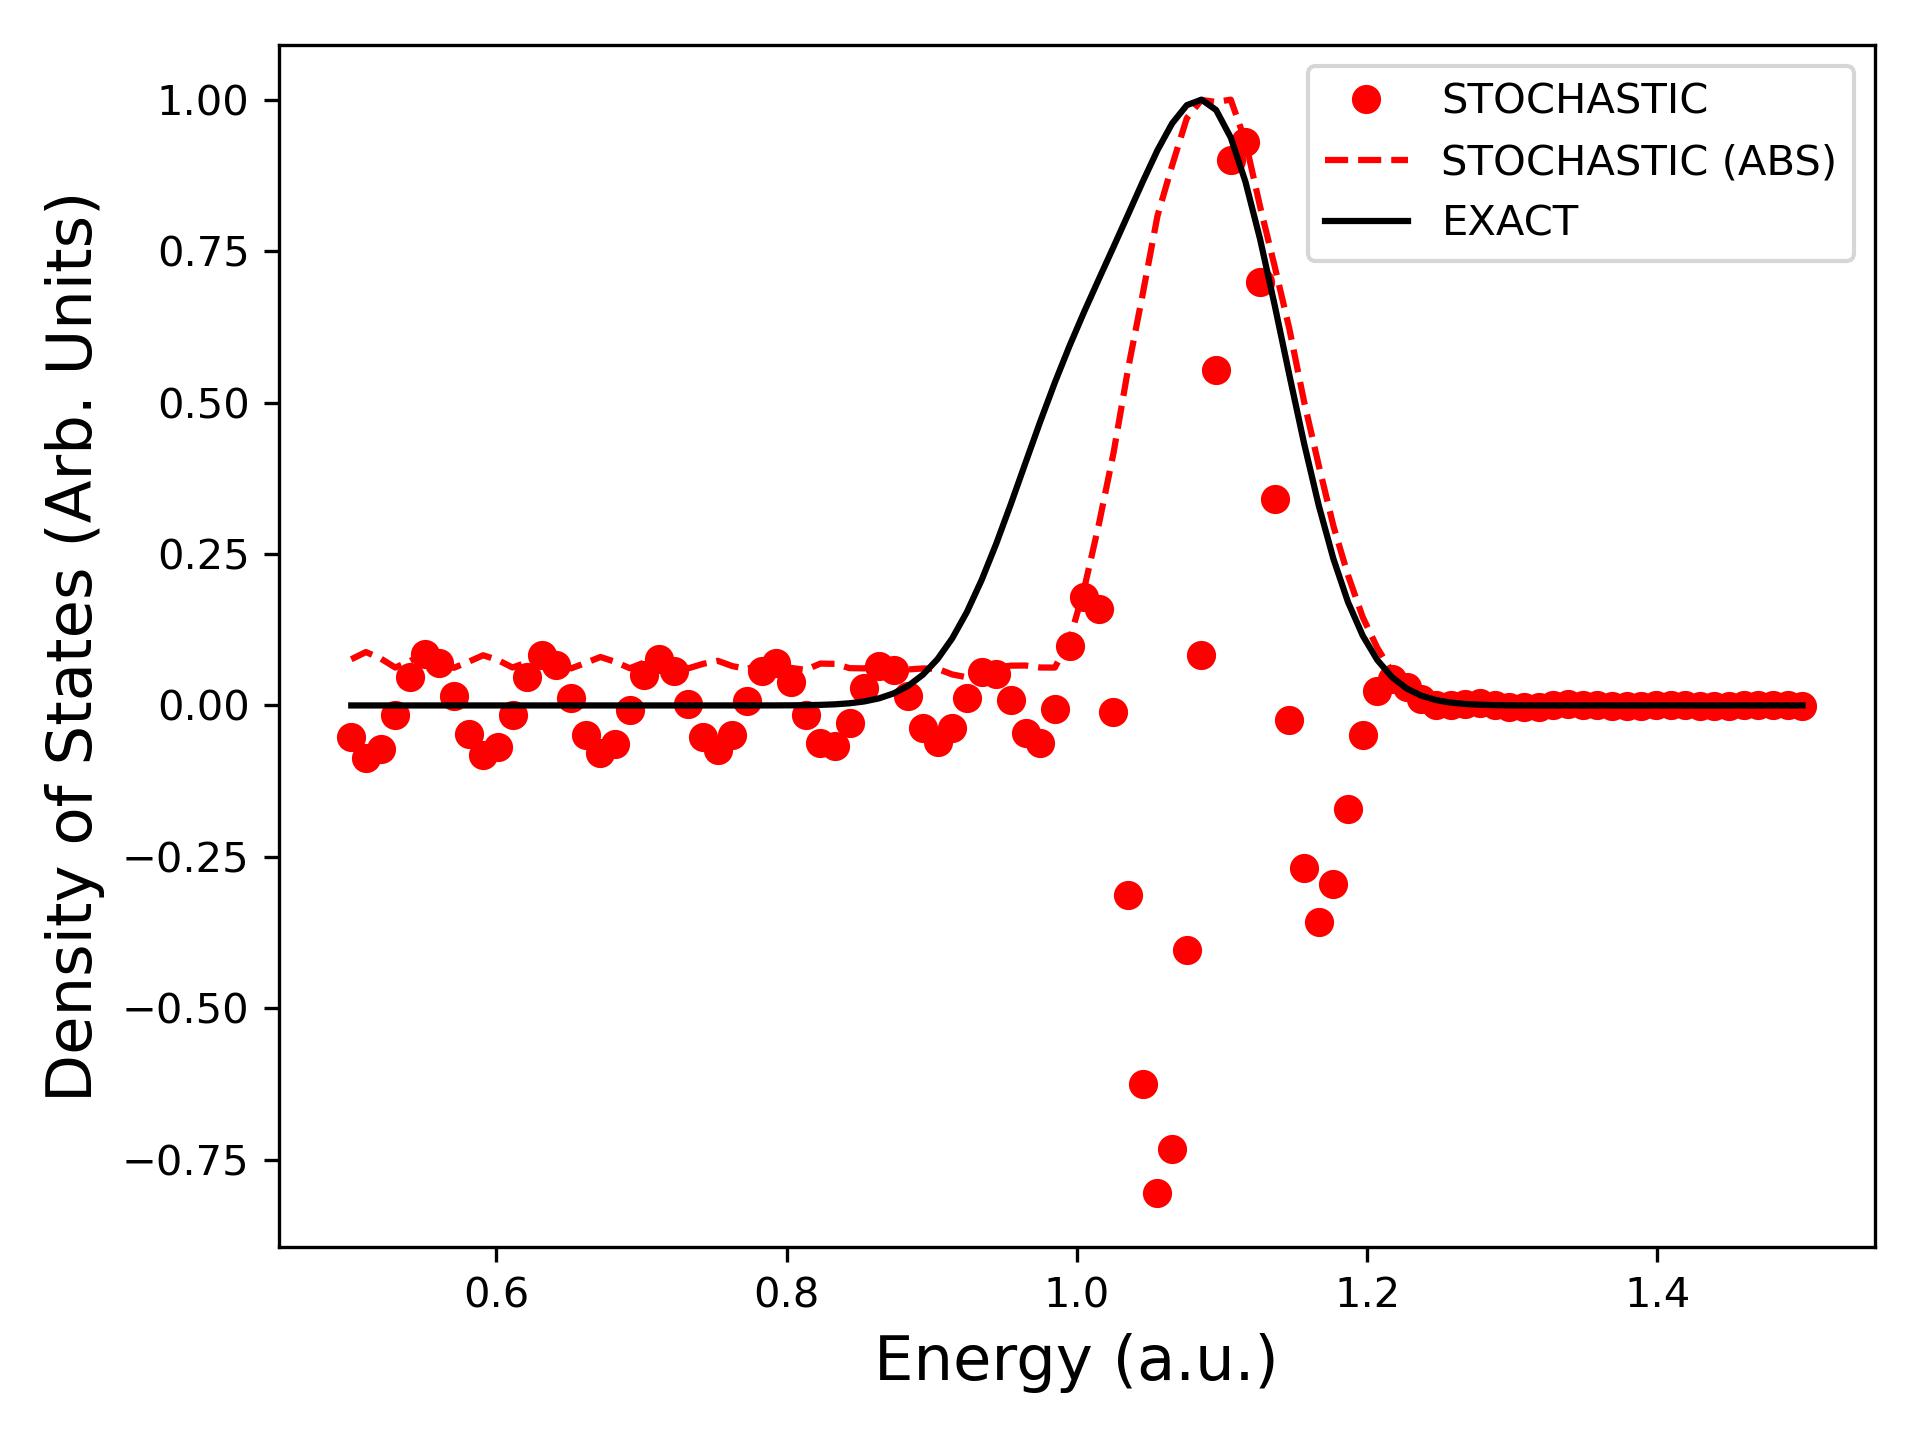 STOCHASTIC
STOCHASTIC (ABS)
EXACT
Density of States (Arb. Units)
1.00
0.75
0.50
0.25
0.00
−0.25
−0.50
−0.75
0.6 0.8 1.0 1.2 1.4
Energy (a.u.)